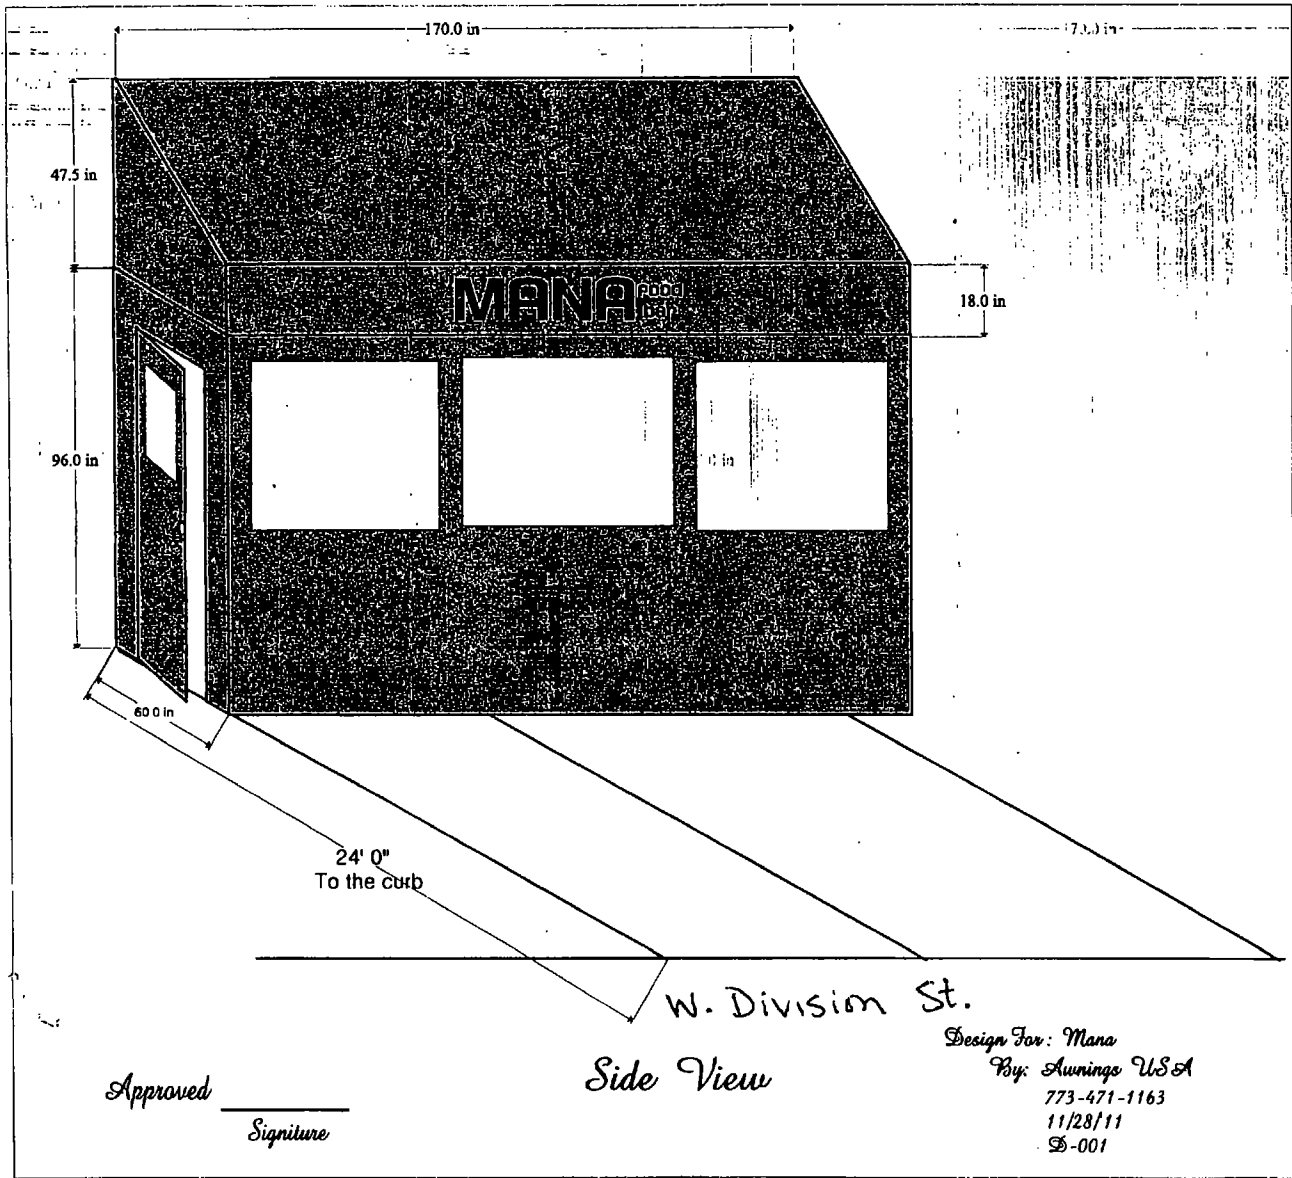 170.0 in
47.5 in
MANA food
bar
18.0 in
96.0 in
60.0 in
24' 0"
To the curb
W. Division St.
Side View
Design For: Mana
By: Awnings USA
773-471-1163
11/28/11
D-001
Approved
Signiture